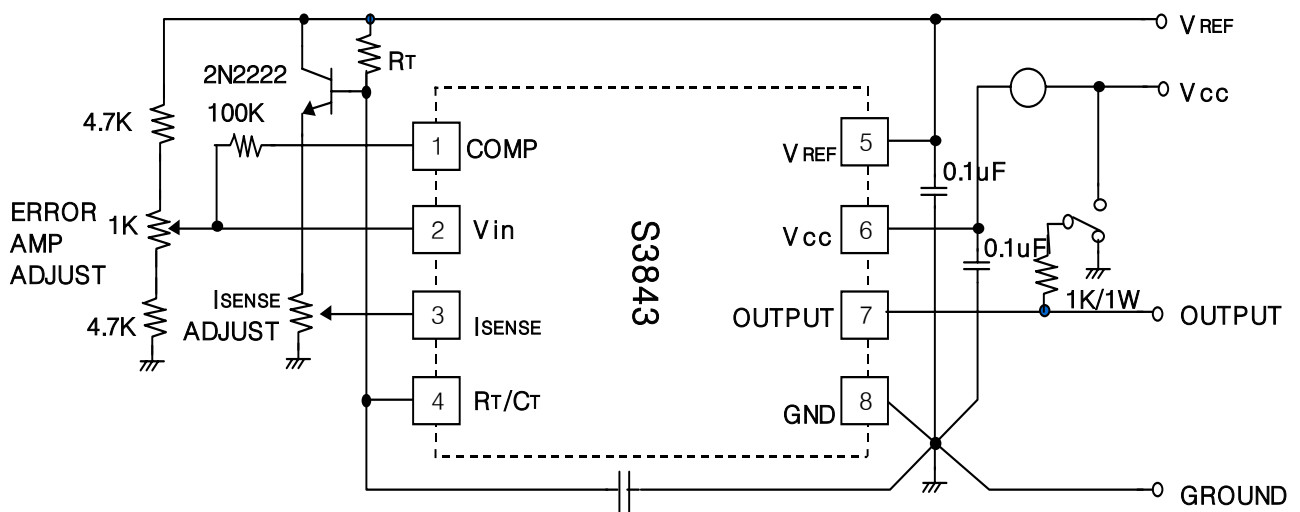 VREF
RT
2N2222
VCC
100K
4.7K
1
COMP
5
VREF
0.1uF
ERROR
AMP
ADJUST
1K
2
Vin
S3843
6
VCC
0.1uF
ISENSE
ADJUST
4.7K
3
ISENSE
OUTPUT
7
1K/1W
OUTPUT
4
RT/CT
GND
8
GROUND